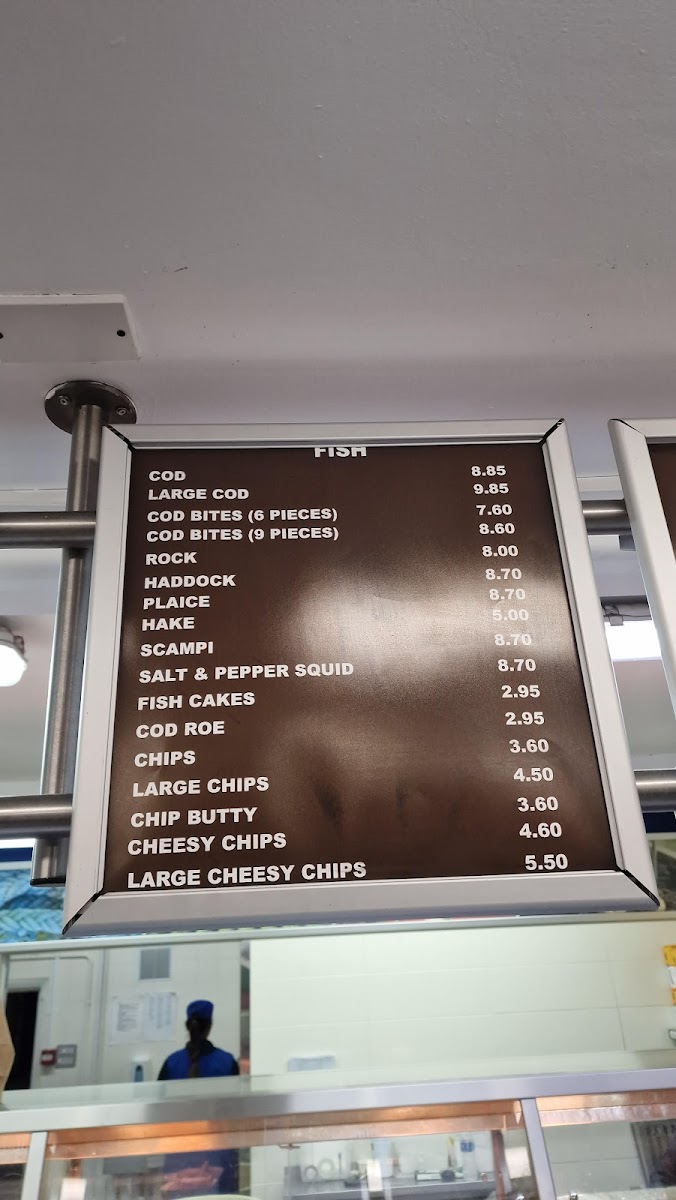 FISH
COD 8.85
LARGE COD 9.85
COD BITES (6 PIECES) 7.60
COD BITES (9 PIECES) 8.60
ROCK 8.00
HADDOCK 8.70
PLAICE 8.70
HAKE 5.00
SCAMPI 8.70
SALT & PEPPER SQUID 8.70
FISH CAKES 2.95
COD ROE 2.95
CHIPS 3.60
LARGE CHIPS 4.50
CHIP BUTTY 3.60
CHEESY CHIPS 4.60
LARGE CHEESY CHIPS 5.50